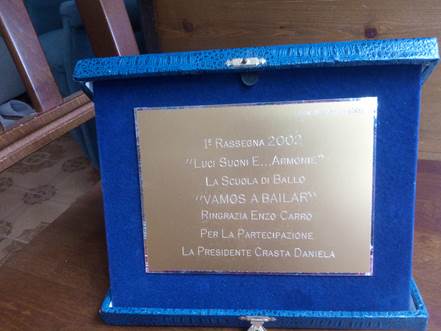 1ª RASSEGNA 2002
"LUCI SUONI E...ARMONIE"
LA SCUOLA DI BALLO
"VAMOS A BAILAR"
RINGRAZIA ENZO CARRO
PER LA PARTECIPAZIONE
LA PRESIDENTE CRASTA DANIELA